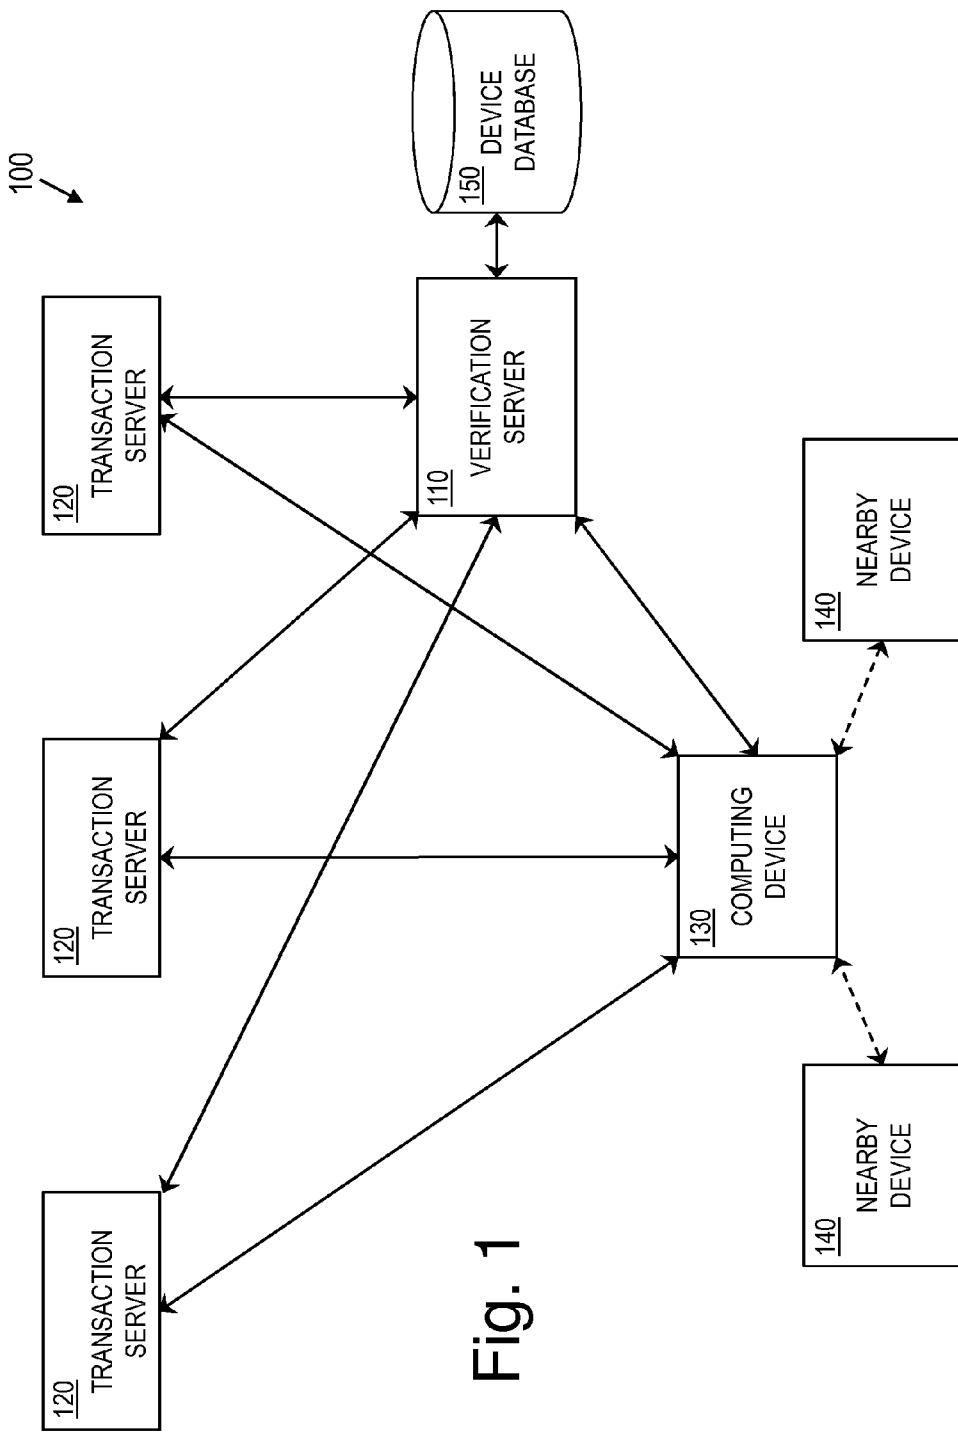 100
120
TRANSACTION
SERVER
120
TRANSACTION
SERVER
120
TRANSACTION
SERVER
150
DEVICE
DATABASE
110
VERIFICATION
SERVER
130
COMPUTING
DEVICE
140
NEARBY
DEVICE
140
NEARBY
DEVICE
Fig. 1